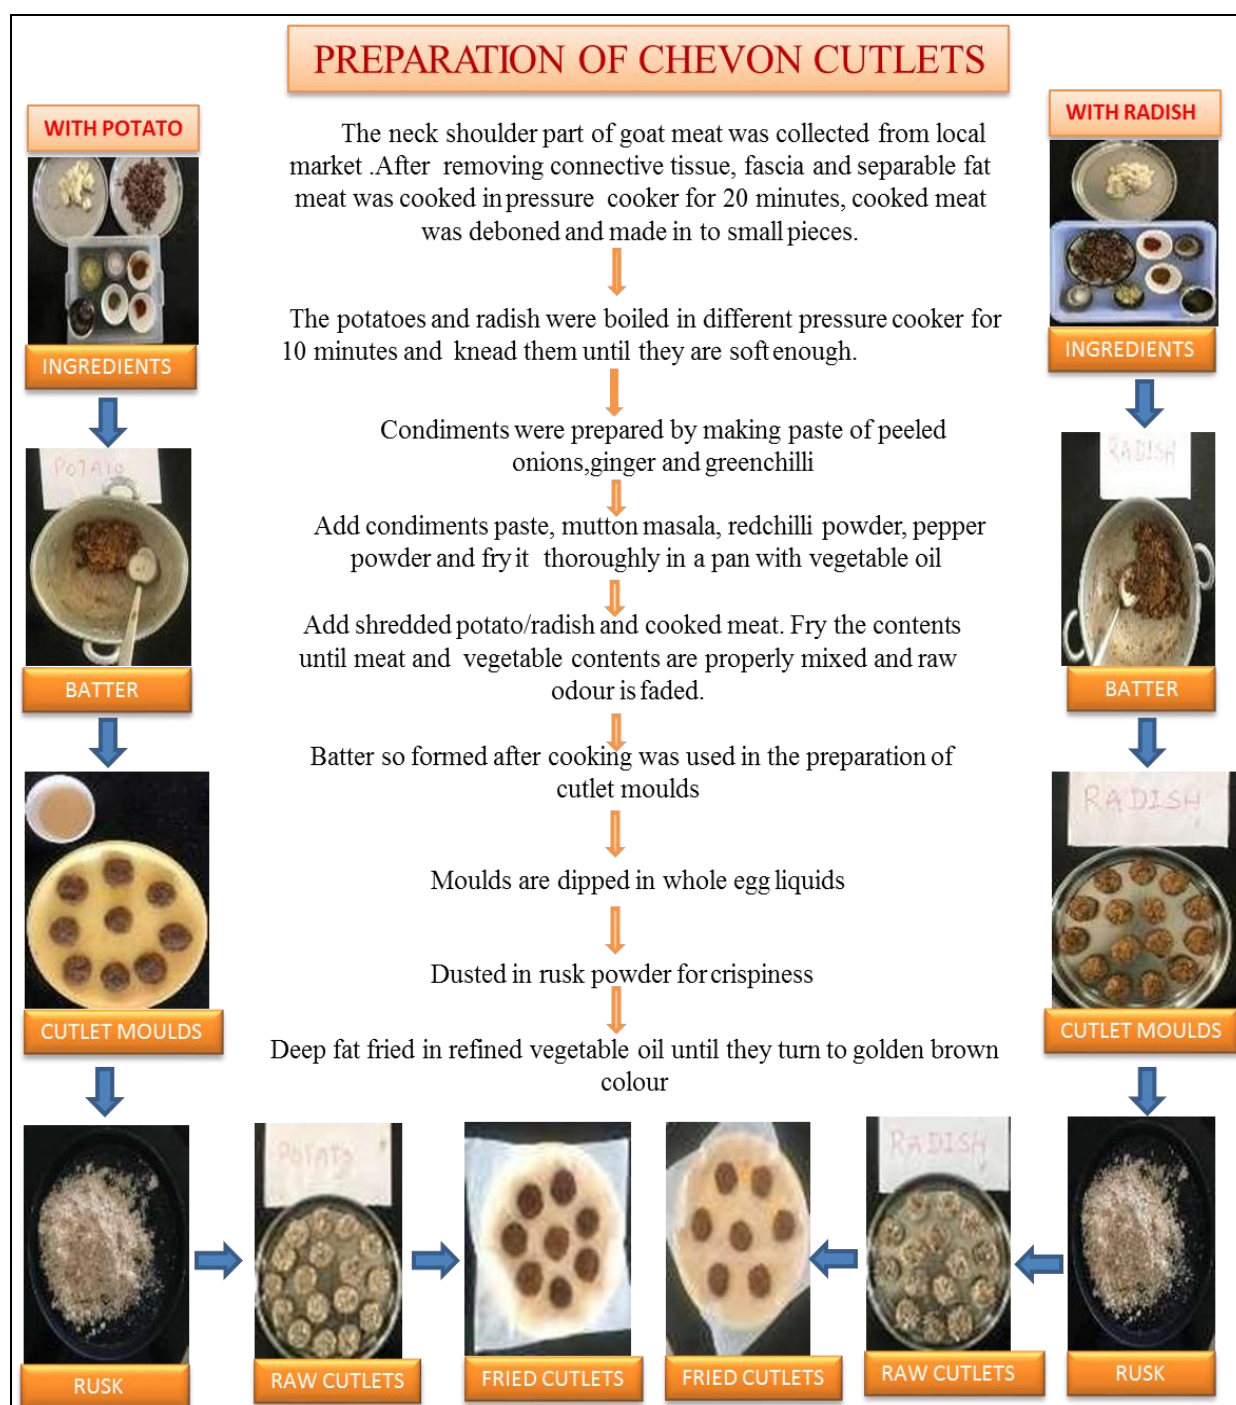 PREPARATION OF CHEVON CUTLETS
WITH POTATO
WITH RADISH
The neck shoulder part of goat meat was collected from local
market .After removing connective tissue, fascia and separable fat
meat was cooked in pressure cooker for 20 minutes, cooked meat
was deboned and made in to small pieces.
The potatoes and radish were boiled in different pressure cooker for
10 minutes and knead them until they are soft enough.
Condiments were prepared by making paste of peeled
onions,ginger and greenchilli
Add condiments paste, mutton masala, redchilli powder, pepper
powder and fry it thoroughly in a pan with vegetable oil
Add shredded potato/radish and cooked meat. Fry the contents
until meat and vegetable contents are properly mixed and raw
odour is faded.
Batter so formed after cooking was used in the preparation of
cutlet moulds
Moulds are dipped in whole egg liquids
Dusted in rusk powder for crispiness
Deep fat fried in refined vegetable oil until they turn to golden brown
colour
INGREDIENTS
POTATO
BATTER
CUTLET MOULDS
INGREDIENTS
RADISH
BATTER
RADISH
CUTLET MOULDS
POTATO
RADISH
RUSK
RAW CUTLETS
FRIED CUTLETS
FRIED CUTLETS
RAW CUTLETS
RUSK